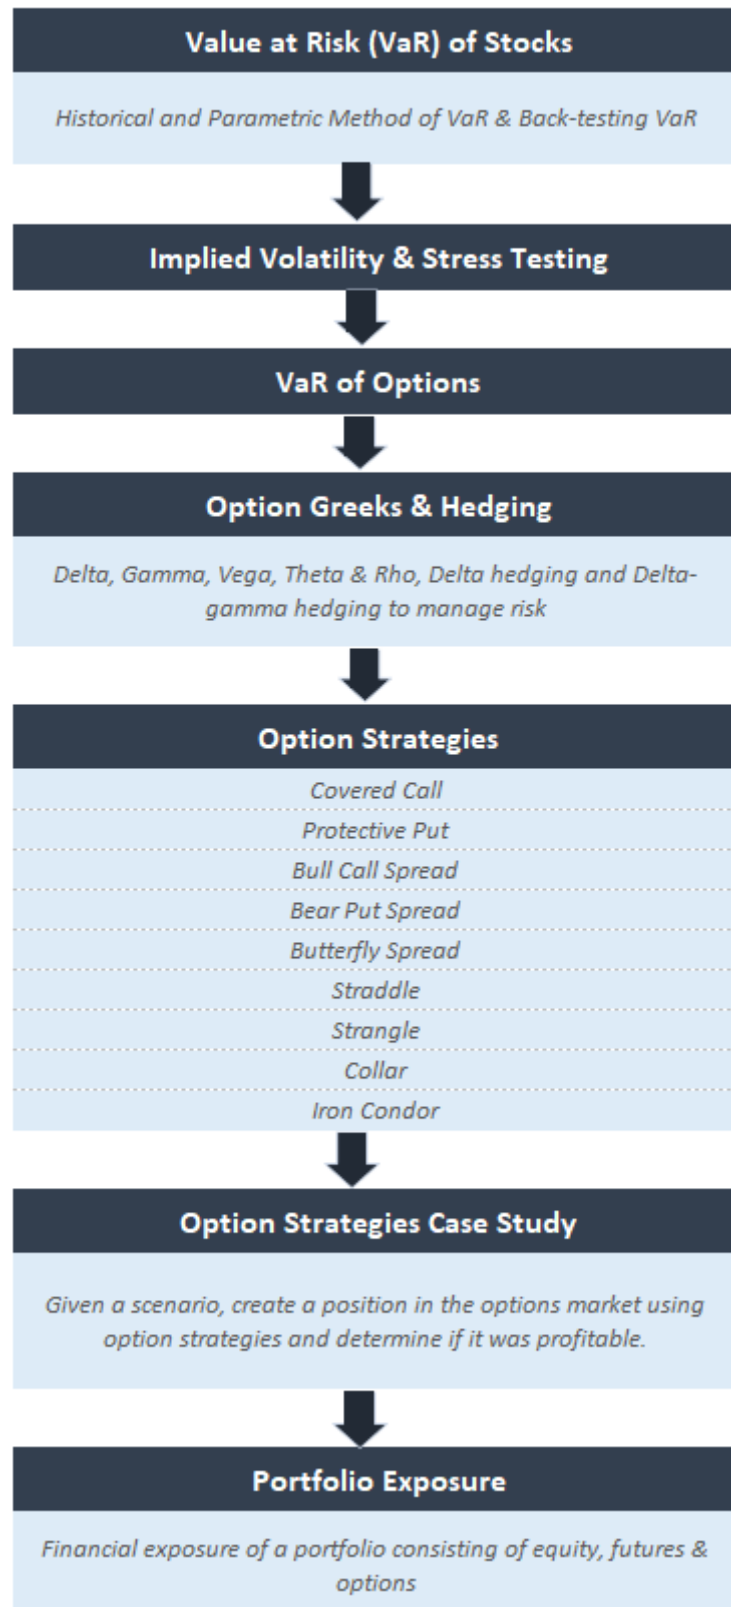 Value at Risk (VaR) of Stocks
Historical and Parametric Method of VaR & Back-testing VaR
Implied Volatility & Stress Testing
VaR of Options
Option Greeks & Hedging
Delta, Gamma, Vega, Theta & Rho, Delta hedging and Delta-
gamma hedging to manage risk
Option Strategies
Covered Call
Protective Put
Bull Call Spread
Bear Put Spread
Butterfly Spread
Straddle
Strangle
Collar
Iron Condor
Option Strategies Case Study
Given a scenario, create a position in the options market using
option strategies and determine if it was profitable.
Portfolio Exposure
Financial exposure of a portfolio consisting of equity, futures &
options